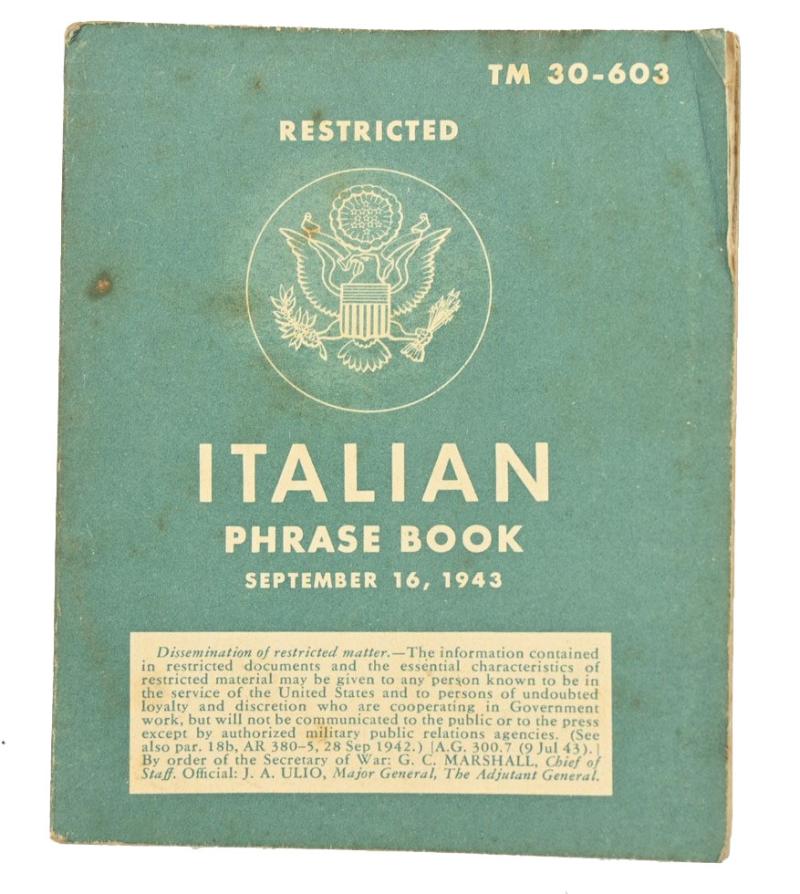 TM 30-603
RESTRICTED
ITALIAN
PHRASE BOOK
SEPTEMBER 16, 1943
Dissemination of restricted matter.—The information contained
in restricted documents and the essential characteristics of
restricted material may be given to any person known to be in
the service of the United States and to persons of undoubted
loyalty and discretion who are cooperating in Government
work, but will not be communicated to the public or to the press
except by authorized military public relations agencies. (See
also par. 18b, AR 380–5, 28 Sep 1942.) [A.G. 300.7 (9 Jul 43).]
By order of the Secretary of War: G. C. MARSHALL, Chief of
Staff. Official: J. A. ULIO, Major General, The Adjutant General.